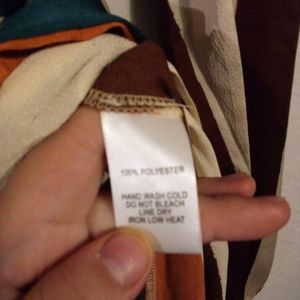 100% POLYESTER
HAND WASH COLD
DO NOT BLEACH
LINE DRY
IRON LOW HEAT